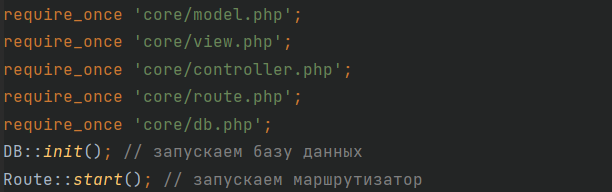 require_once 'core/model.php';
require_once 'core/view.php';
require_once 'core/controller.php';
require_once 'core/route.php';
require_once 'core/db.php';
DB::init(); // запускаем базу данных
Route::start(); // запускаем маршрутизатор